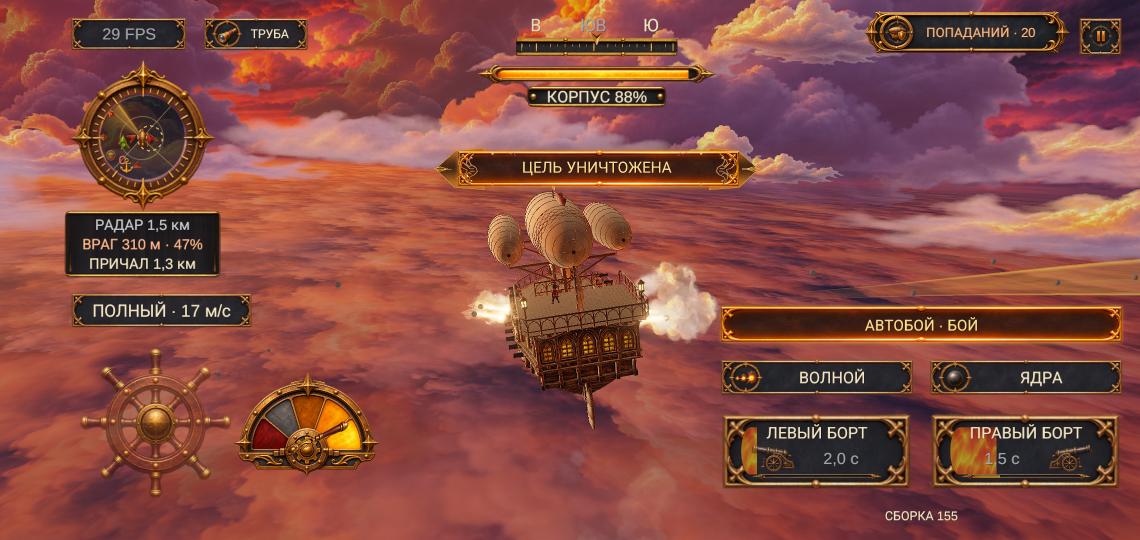 29 FPS
ТРУБА
В ЮВ Ю
ПОПАДАНИЙ · 20
КОРПУС 88%
ЦЕЛЬ УНИЧТОЖЕНА
РАДАР 1,5 км
ВРАГ 310 м · 47%
ПРИЧАЛ 1,3 км
ПОЛНЫЙ · 17 м/с
АВТОБОЙ · БОЙ
ВОЛНОЙ
ЯДРА
ЛЕВЫЙ БОРТ
2,0 с
ПРАВЫЙ БОРТ
1,5 с
СБОРКА 155